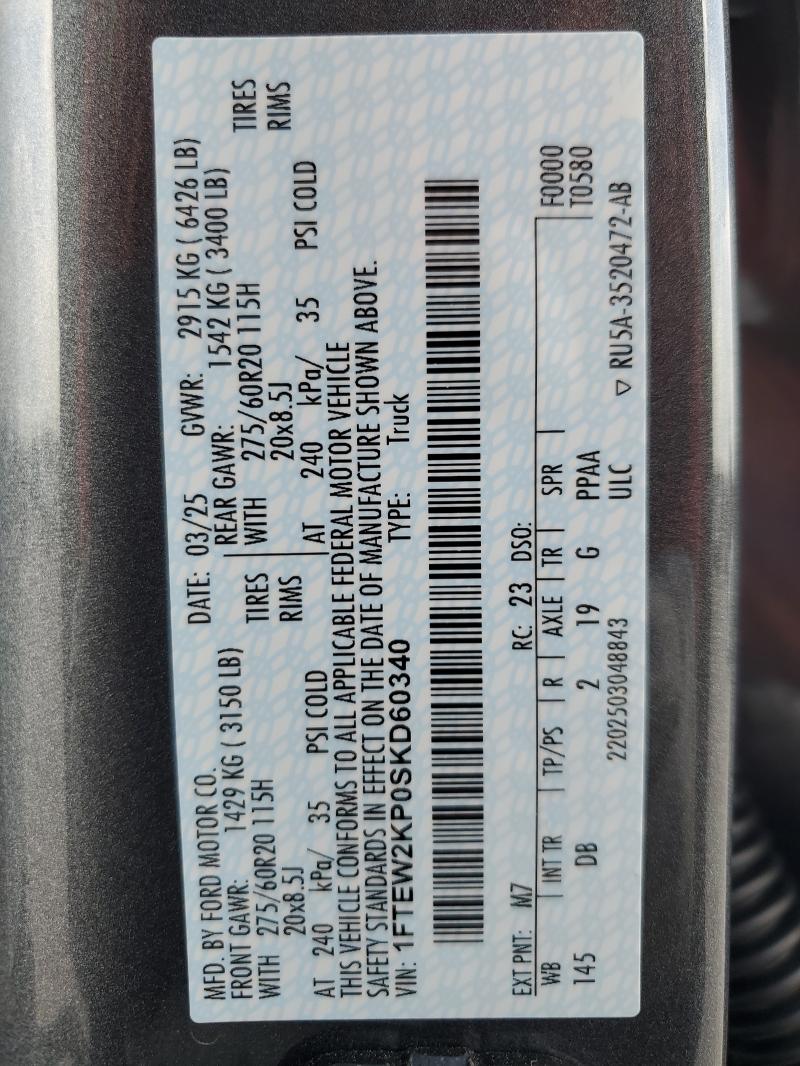 MFD. BY FORD MOTOR CO. DATE: 03/25 GVWR: 2915 KG ( 6426 LB)
FRONT GAWR: 1429 KG ( 3150 LB) REAR GAWR: 1542 KG ( 3400 LB)
WITH 275/60R20 115H TIRES WITH 275/60R20 115H TIRES
20x8.5J RIMS 20x8.5J RIMS
AT 240 kPa/ 35 PSI COLD AT 240 kPa/ 35 PSI COLD
THIS VEHICLE CONFORMS TO ALL APPLICABLE FEDERAL MOTOR VEHICLE
SAFETY STANDARDS IN EFFECT ON THE DATE OF MANUFACTURE SHOWN ABOVE.
VIN: 1FTEW2KP0SKD60340 TYPE: Truck
EXT PNT: M7 RC: 23 DSO:
WB | INT TR | TP/PS | R | AXLE | TR | SPR | F0000
145 DB 2 19 G PPAA T0580
2202503048843 ULC ▽ RU5A-3520472-AB